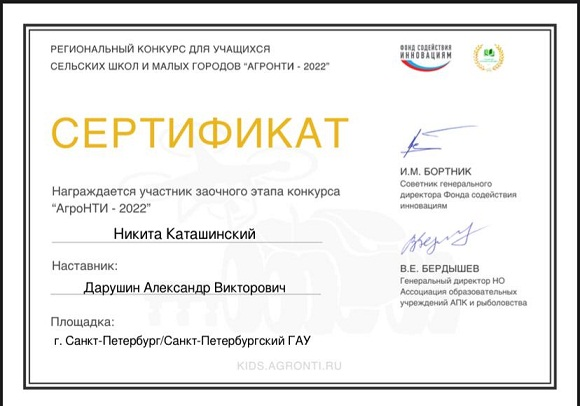 РЕГИОНАЛЬНЫЙ КОНКУРС ДЛЯ УЧАЩИХСЯ
СЕЛЬСКИХ ШКОЛ И МАЛЫХ ГОРОДОВ "АГРОНТИ - 2022"
ФОНД СОДЕЙСТВИЯ
ИННОВАЦИЯМ
СЕРТИФИКАТ
Награждается участник заочного этапа конкурса
"АгроНТИ - 2022"
Никита Каташинский
Наставник:
Дарушин Александр Викторович
Площадка:
г. Санкт-Петербург/Санкт-Петербургский ГАУ
И.М. БОРТНИК
Советник генерального
директора Фонда содействия
инновациям
В.Е. БЕРДЫШЕВ
Генеральный директор НО
Ассоциация образовательных
учреждений АПК и рыболовства
KIDS.AGRONTI.RU